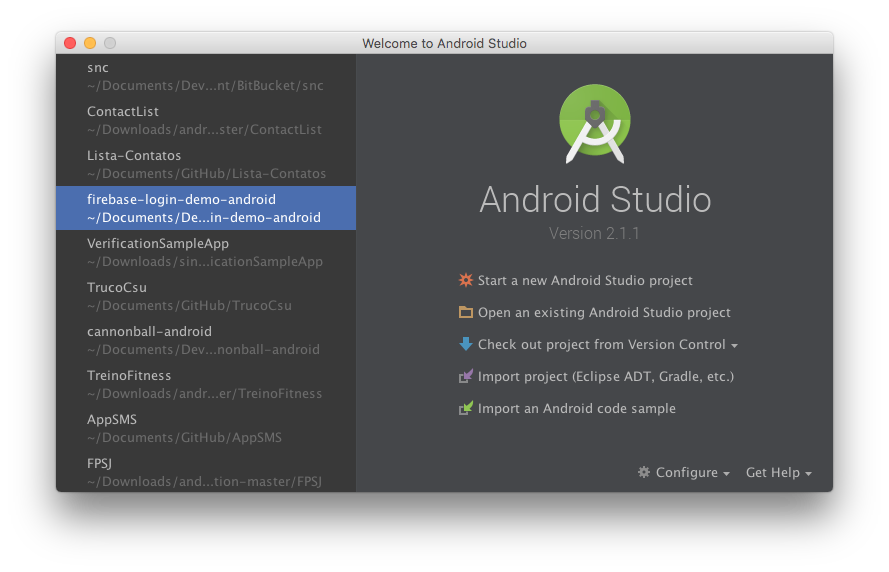 Welcome to Android Studio
snc
~/Documents/Dev...nt/BitBucket/snc
ContactList
~/Downloads/andr...ster/ContactList
Lista-Contatos
~/Documents/GitHub/Lista-Contatos
firebase-login-demo-android
~/Documents/De...in-demo-android
VerificationSampleApp
~/Downloads/sin...icationSampleApp
TrucoCsu
~/Documents/GitHub/TrucoCsu
cannonball-android
~/Documents/Dev...nonball-android
TreinoFitness
~/Downloads/andr...er/TreinoFitness
AppSMS
~/Documents/GitHub/AppSMS
FPSJ
~/Downloads/and...tion-master/FPSJ
Android Studio
Version 2.1.1
Start a new Android Studio project
Open an existing Android Studio project
Check out project from Version Control
Import project (Eclipse ADT, Gradle, etc.)
Import an Android code sample
Configure
Get Help